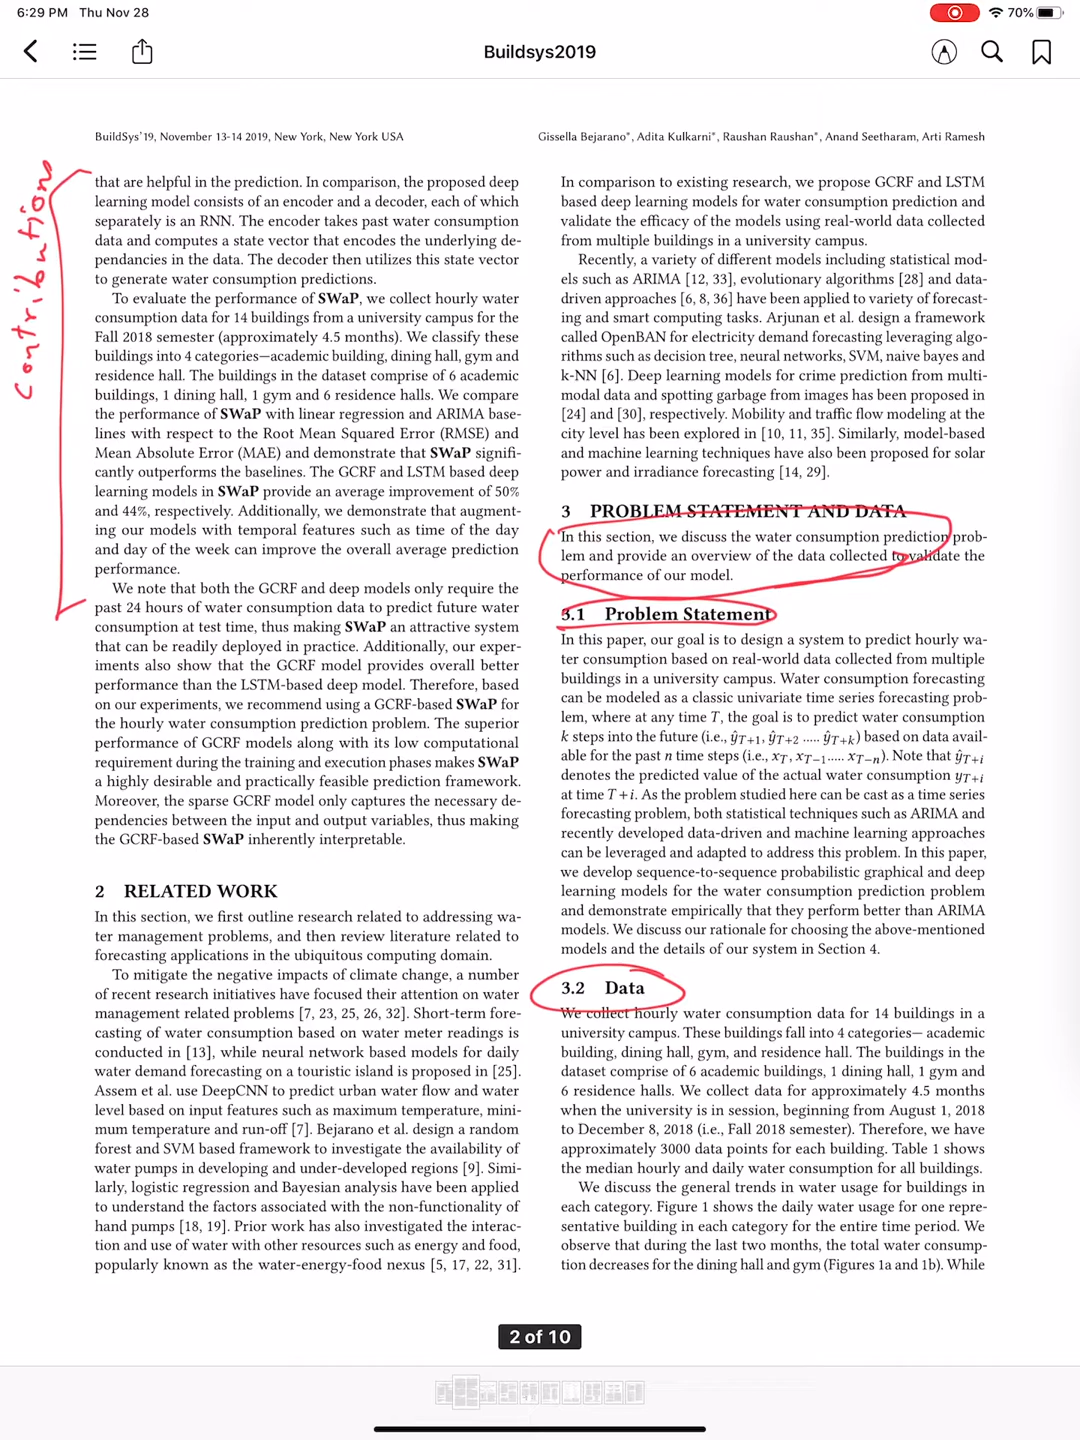 6:29 PM Thu Nov 28
70%
Buildsys2019
BuildSys'19, November 13-14 2019, New York, New York USA
Gissella Bejarano*, Adita Kulkarni*, Raushan Raushan*, Anand Seetharam, Arti Ramesh
contributions
that are helpful in the prediction. In comparison, the proposed deep
learning model consists of an encoder and a decoder, each of which
separately is an RNN. The encoder takes past water consumption
data and computes a state vector that encodes the underlying de-
pendancies in the data. The decoder then utilizes this state vector
to generate water consumption predictions.
To evaluate the performance of SWaP, we collect hourly water
consumption data for 14 buildings from a university campus for the
Fall 2018 semester (approximately 4.5 months). We classify these
buildings into 4 categories—academic building, dining hall, gym and
residence hall. The buildings in the dataset comprise of 6 academic
buildings, 1 dining hall, 1 gym and 6 residence halls. We compare
the performance of SWaP with linear regression and ARIMA base-
lines with respect to the Root Mean Squared Error (RMSE) and
Mean Absolute Error (MAE) and demonstrate that SWaP signifi-
cantly outperforms the baselines. The GCRF and LSTM based deep
learning models in SWaP provide an average improvement of 50%
and 44%, respectively. Additionally, we demonstrate that augment-
ing our models with temporal features such as time of the day
and day of the week can improve the overall average prediction
performance.
We note that both the GCRF and deep models only require the
past 24 hours of water consumption data to predict future water
consumption at test time, thus making SWaP an attractive system
that can be readily deployed in practice. Additionally, our exper-
iments also show that the GCRF model provides overall better
performance than the LSTM-based deep model. Therefore, based
on our experiments, we recommend using a GCRF-based SWaP for
the hourly water consumption prediction problem. The superior
performance of GCRF models along with its low computational
requirement during the training and execution phases makes SWaP
a highly desirable and practically feasible prediction framework.
Moreover, the sparse GCRF model only captures the necessary de-
pendencies between the input and output variables, thus making
the GCRF-based SWaP inherently interpretable.
2 RELATED WORK
In this section, we first outline research related to addressing wa-
ter management problems, and then review literature related to
forecasting applications in the ubiquitous computing domain.
To mitigate the negative impacts of climate change, a number
of recent research initiatives have focused their attention on water
management related problems [7, 23, 25, 26, 32]. Short-term fore-
casting of water consumption based on water meter readings is
conducted in [13], while neural network based models for daily
water demand forecasting on a touristic island is proposed in [25].
Assem et al. use DeepCNN to predict urban water flow and water
level based on input features such as maximum temperature, mini-
mum temperature and run-off [7]. Bejarano et al. design a random
forest and SVM based framework to investigate the availability of
water pumps in developing and under-developed regions [9]. Simi-
larly, logistic regression and Bayesian analysis have been applied
to understand the factors associated with the non-functionality of
hand pumps [18, 19]. Prior work has also investigated the interac-
tion and use of water with other resources such as energy and food,
popularly known as the water-energy-food nexus [5, 17, 22, 31].
In comparison to existing research, we propose GCRF and LSTM
based deep learning models for water consumption prediction and
validate the efficacy of the models using real-world data collected
from multiple buildings in a university campus.
Recently, a variety of different models including statistical mod-
els such as ARIMA [12, 33], evolutionary algorithms [28] and data-
driven approaches [6, 8, 36] have been applied to variety of forecast-
ing and smart computing tasks. Arjunan et al. design a framework
called OpenBAN for electricity demand forecasting leveraging algo-
rithms such as decision tree, neural networks, SVM, naive bayes and
k-NN [6]. Deep learning models for crime prediction from multi-
modal data and spotting garbage from images has been proposed in
[24] and [30], respectively. Mobility and traffic flow modeling at the
city level has been explored in [10, 11, 35]. Similarly, model-based
and machine learning techniques have also been proposed for solar
power and irradiance forecasting [14, 29].
3 PROBLEM STATEMENT AND DATA
In this section, we discuss the water consumption prediction prob-
lem and provide an overview of the data collected to validate the
performance of our model.
3.1 Problem Statement
In this paper, our goal is to design a system to predict hourly wa-
ter consumption based on real-world data collected from multiple
buildings in a university campus. Water consumption forecasting
can be modeled as a classic univariate time series forecasting prob-
lem, where at any time T, the goal is to predict water consumption
k steps into the future (i.e., ŷT+1, ŷT+2 ..... ŷT+k) based on data avail-
able for the past n time steps (i.e., xT, xT−1..... xT−n). Note that ŷT+i
denotes the predicted value of the actual water consumption yT+i
at time T+i. As the problem studied here can be cast as a time series
forecasting problem, both statistical techniques such as ARIMA and
recently developed data-driven and machine learning approaches
can be leveraged and adapted to address this problem. In this paper,
we develop sequence-to-sequence probabilistic graphical and deep
learning models for the water consumption prediction problem
and demonstrate empirically that they perform better than ARIMA
models. We discuss our rationale for choosing the above-mentioned
models and the details of our system in Section 4.
3.2 Data
We collect hourly water consumption data for 14 buildings in a
university campus. These buildings fall into 4 categories— academic
building, dining hall, gym, and residence hall. The buildings in the
dataset comprise of 6 academic buildings, 1 dining hall, 1 gym and
6 residence halls. We collect data for approximately 4.5 months
when the university is in session, beginning from August 1, 2018
to December 8, 2018 (i.e., Fall 2018 semester). Therefore, we have
approximately 3000 data points for each building. Table 1 shows
the median hourly and daily water consumption for all buildings.
We discuss the general trends in water usage for buildings in
each category. Figure 1 shows the daily water usage for one repre-
sentative building in each category for the entire time period. We
observe that during the last two months, the total water consump-
tion decreases for the dining hall and gym (Figures 1a and 1b). While
2 of 10